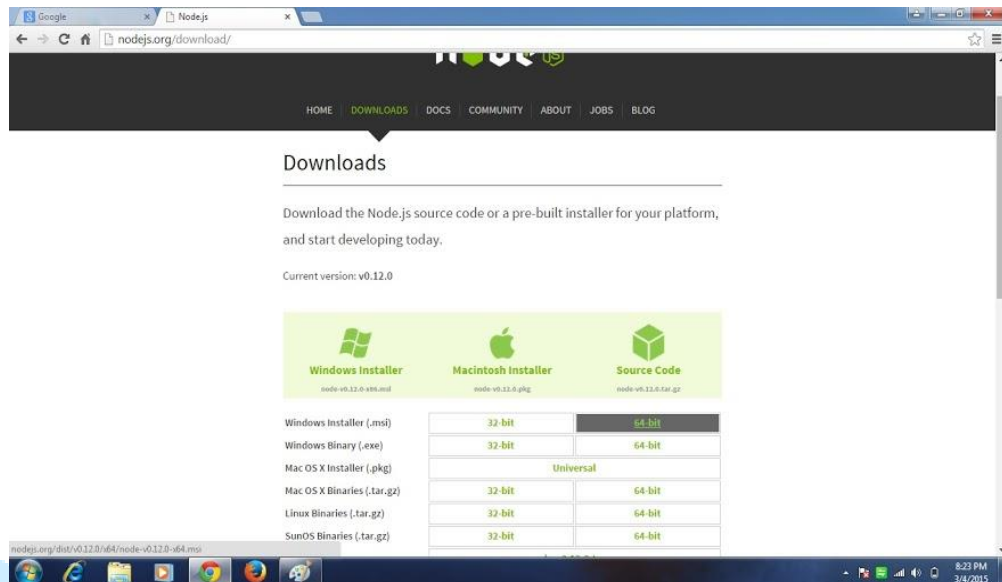 Google
Node.js
nodejs.org/download/
HOME DOWNLOADS DOCS COMMUNITY ABOUT JOBS BLOG
Downloads
Download the Node.js source code or a pre-built installer for your platform,
and start developing today.
Current version: v0.12.0
Windows Installer Macintosh Installer Source Code
node-v0.12.0-x86.msi node-v0.12.0.pkg node-v0.12.0.tar.gz
Windows Installer (.msi) 32-bit 64-bit
Windows Binary (.exe) 32-bit 64-bit
Mac OS X Installer (.pkg) Universal
Mac OS X Binaries (.tar.gz) 32-bit 64-bit
Linux Binaries (.tar.gz) 32-bit 64-bit
SunOS Binaries (.tar.gz) 32-bit 64-bit
nodejs.org/dist/v0.12.0/x64/node-v0.12.0-x64.msi
8:23 PM
3/4/2015